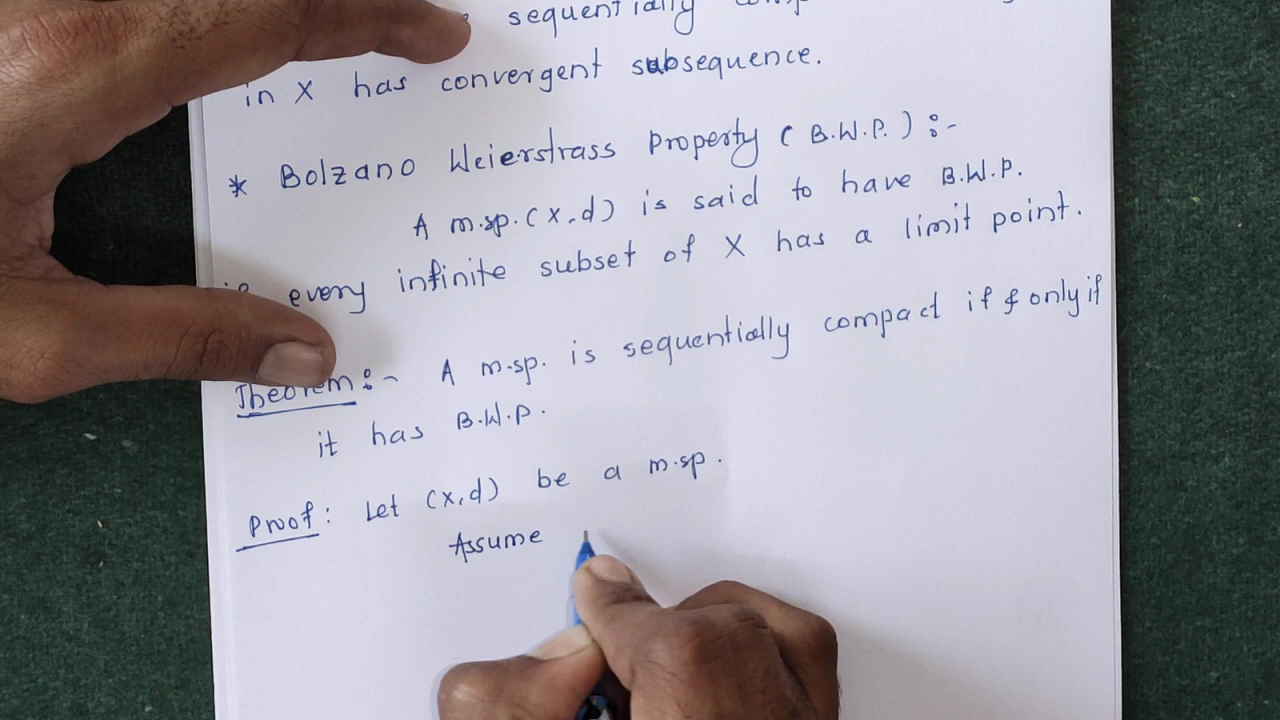 sequentially
in X has convergent subsequence.
* Bolzano Weierstrass Property ( B.W.P. ) :-
A m.sp. (X,d) is said to have B.W.P.
every infinite subset of X has a limit point.
Theorem :- A m.sp. is sequentially compact if & only if
it has B.W.P.
Proof : Let (X,d) be a m.sp.
Assume